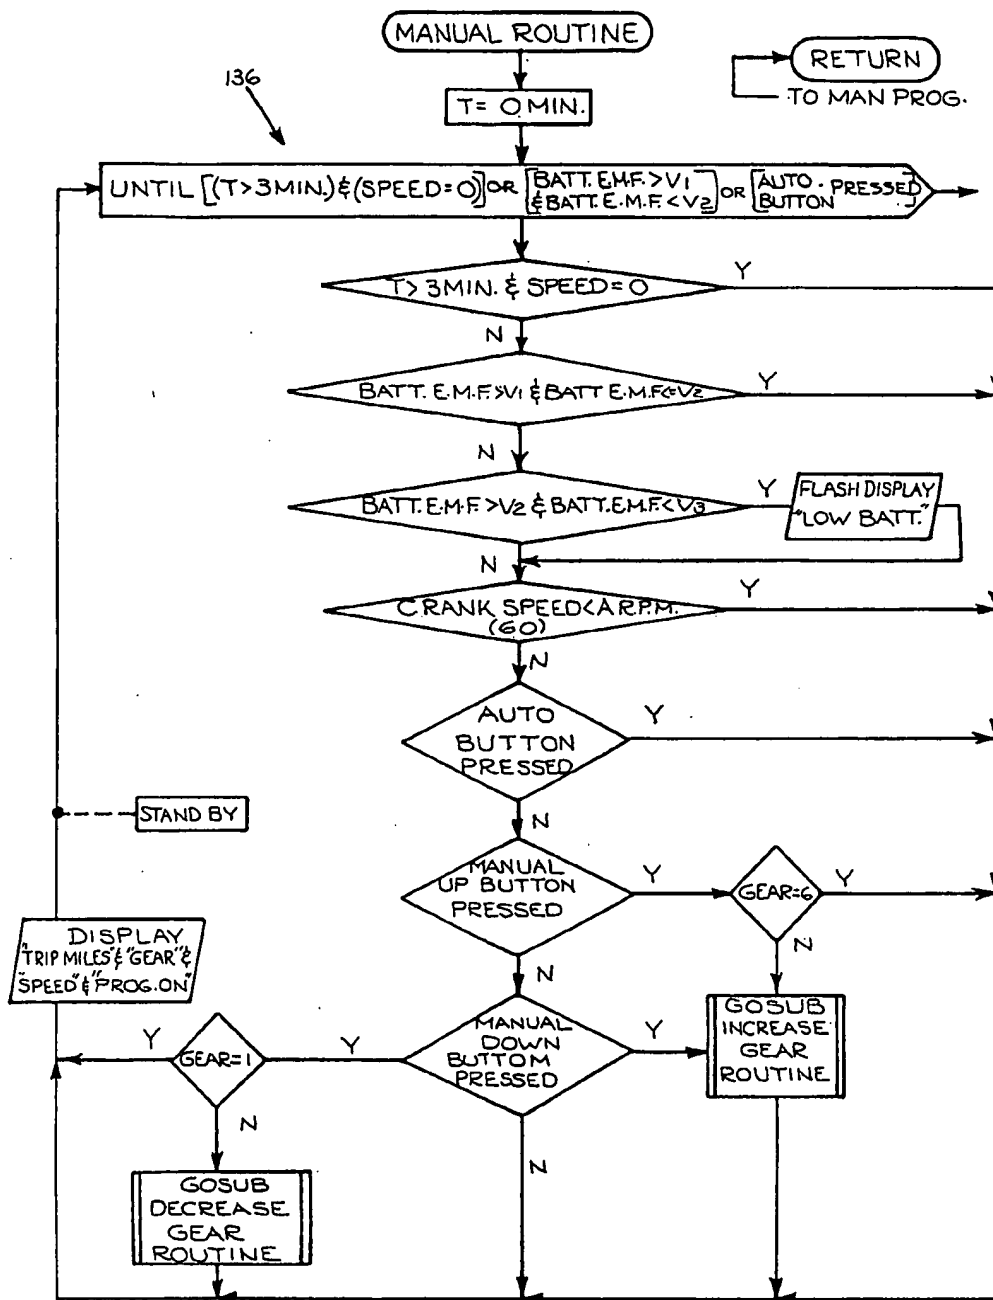 MANUAL ROUTINE
RETURN
TO MAN PROG.
136
T= 0 MIN.
UNTIL [(T>3MIN.)&(SPEED=0)] OR [BATT. E.M.F.>V1 &BATT. E.M.F.<V2] OR [AUTO. PRESSED BUTTON]
T> 3MIN. & SPEED=0
Y
N
BATT. E.M.F.>V1 & BATT E.M.F.<=V2
Y
N
BATT. E.M.F. >V2 & BATT. E.M.F.<V3
Y
FLASH DISPLAY
"LOW BATT."
N
CRANK SPEED<A R.P.M.
(60)
Y
N
AUTO
BUTTON
PRESSED
Y
N
STAND BY
MANUAL
UP BUTTON
PRESSED
Y
GEAR=6
Y
N
N
DISPLAY
"TRIP MILES" & "GEAR" &
"SPEED" & "PROG. ON"
MANUAL
DOWN
BUTTOM
PRESSED
Y
GOSUB
INCREASE
GEAR
ROUTINE
Y
GEAR=1
Y
N
N
GOSUB
DECREASE
GEAR
ROUTINE